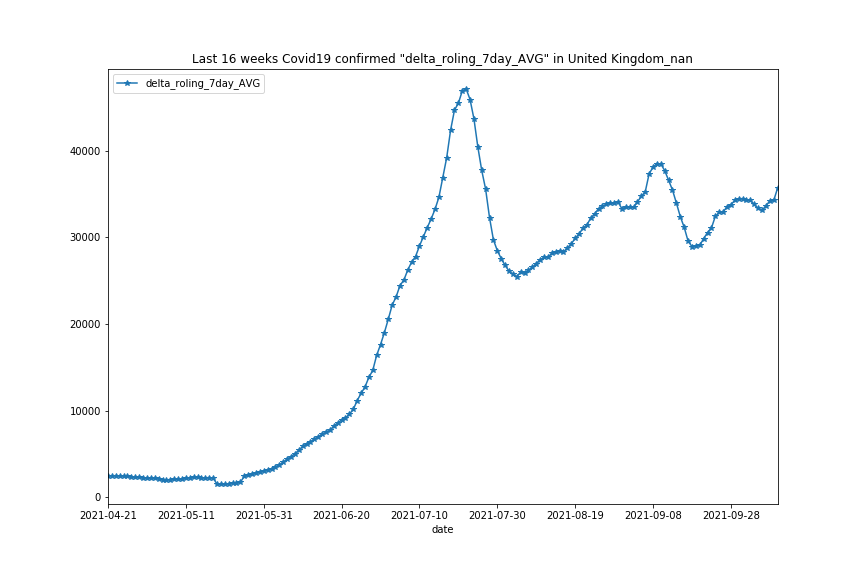 Last 16 weeks Covid19 confirmed "delta_roling_7day_AVG" in United Kingdom_nan
delta_roling_7day_AVG
40000
30000
20000
10000
0
2021-04-21 2021-05-11 2021-05-31 2021-06-20 2021-07-10 2021-07-30 2021-08-19 2021-09-08 2021-09-28
date